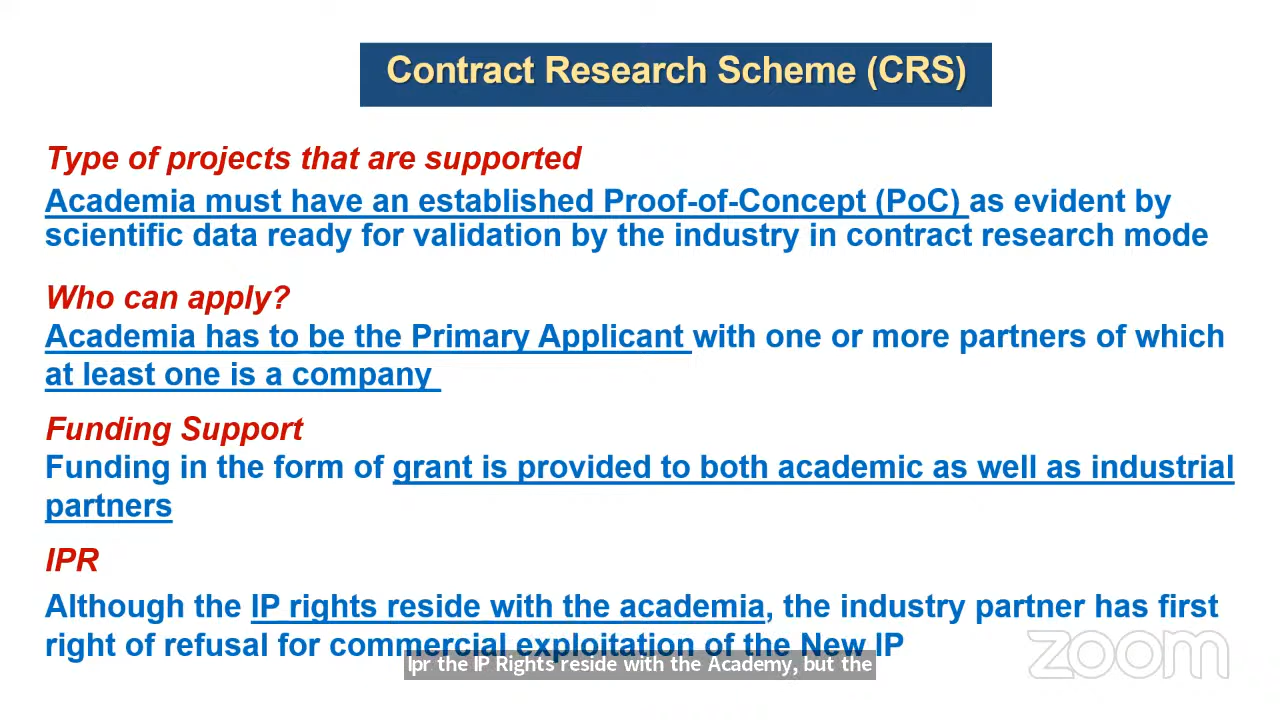 Contract Research Scheme (CRS)
Type of projects that are supported
Academia must have an established Proof-of-Concept (PoC) as evident by
scientific data ready for validation by the industry in contract research mode
Who can apply?
Academia has to be the Primary Applicant with one or more partners of which
at least one is a company
Funding Support
Funding in the form of grant is provided to both academic as well as industrial
partners
IPR
Although the IP rights reside with the academia, the industry partner has first
right of refusal for commercial exploitation of the New IP
Ipr the IP Rights reside with the Academy, but the
zoom